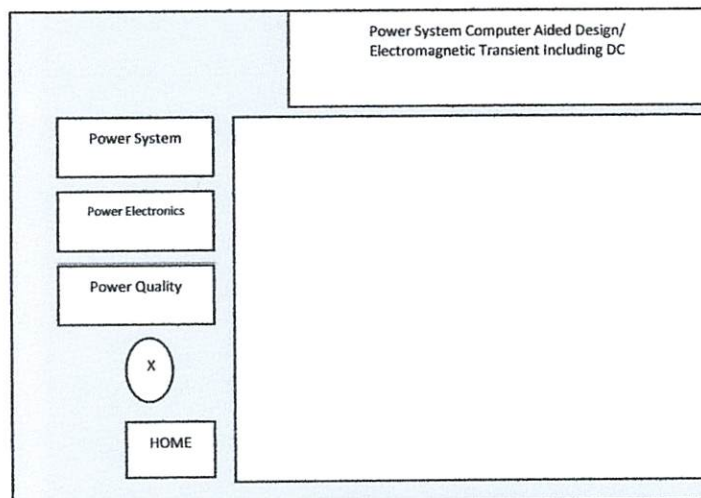 Power System Computer Aided Design/
Electromagnetic Transient Including DC
Power System
Power Electronics
Power Quality
X
HOME